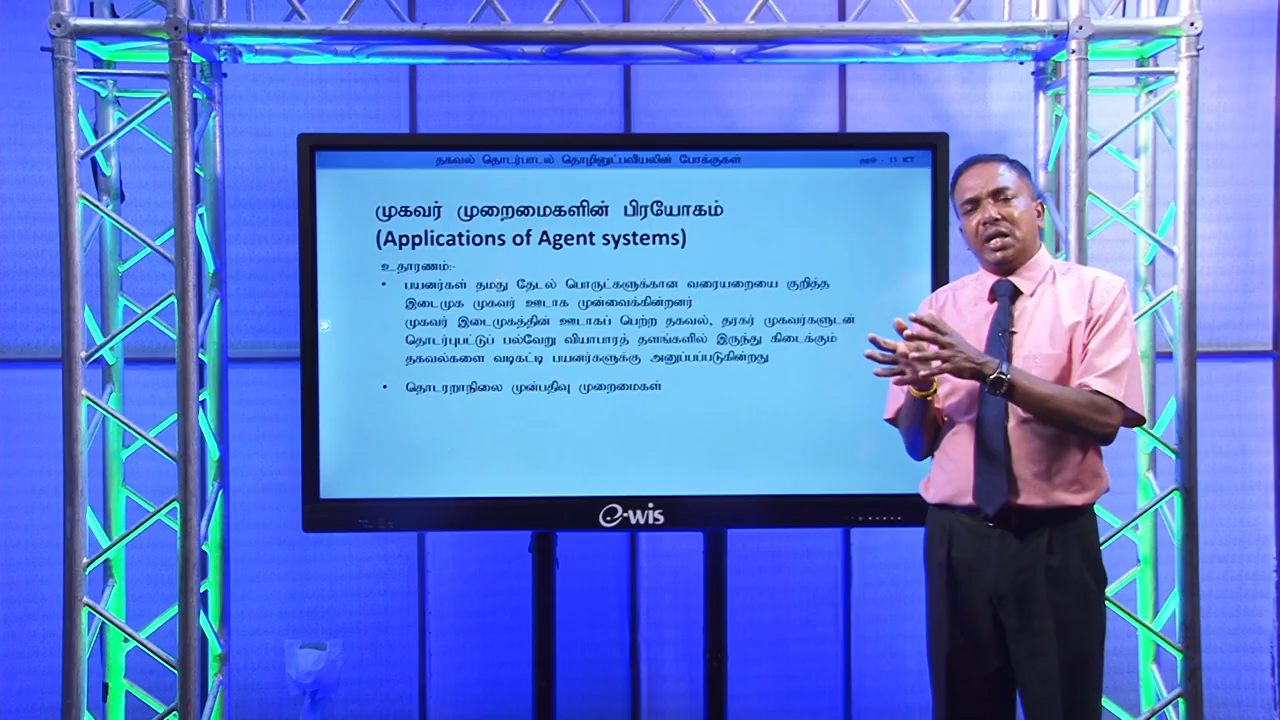 தகவல் தொடர்பாடல் தொழினுட்பவியலின் போக்குகள்
தரம் - 13 ICT
முகவர் முறைமைகளின் பிரயோகம்
(Applications of Agent systems)
உதாரணம்:-
• பயனர்கள் தமது தேடல் பொருட்களுக்கான வரையறையை குறித்த
இடைமுக முகவர் ஊடாக முன்வைக்கின்றனர்
முகவர் இடைமுகத்தின் ஊடாகப் பெற்ற தகவல், தரகர் முகவர்களுடன்
தொடர்புபட்டுப் பல்வேறு வியாபாரத் தளங்களில் இருந்து கிடைக்கும்
தகவல்களை வடிகட்டி பயனர்களுக்கு அனுப்பப்படுகின்றது
• தொடரறாநிலை முன்பதிவு முறைமைகள்
e-wis